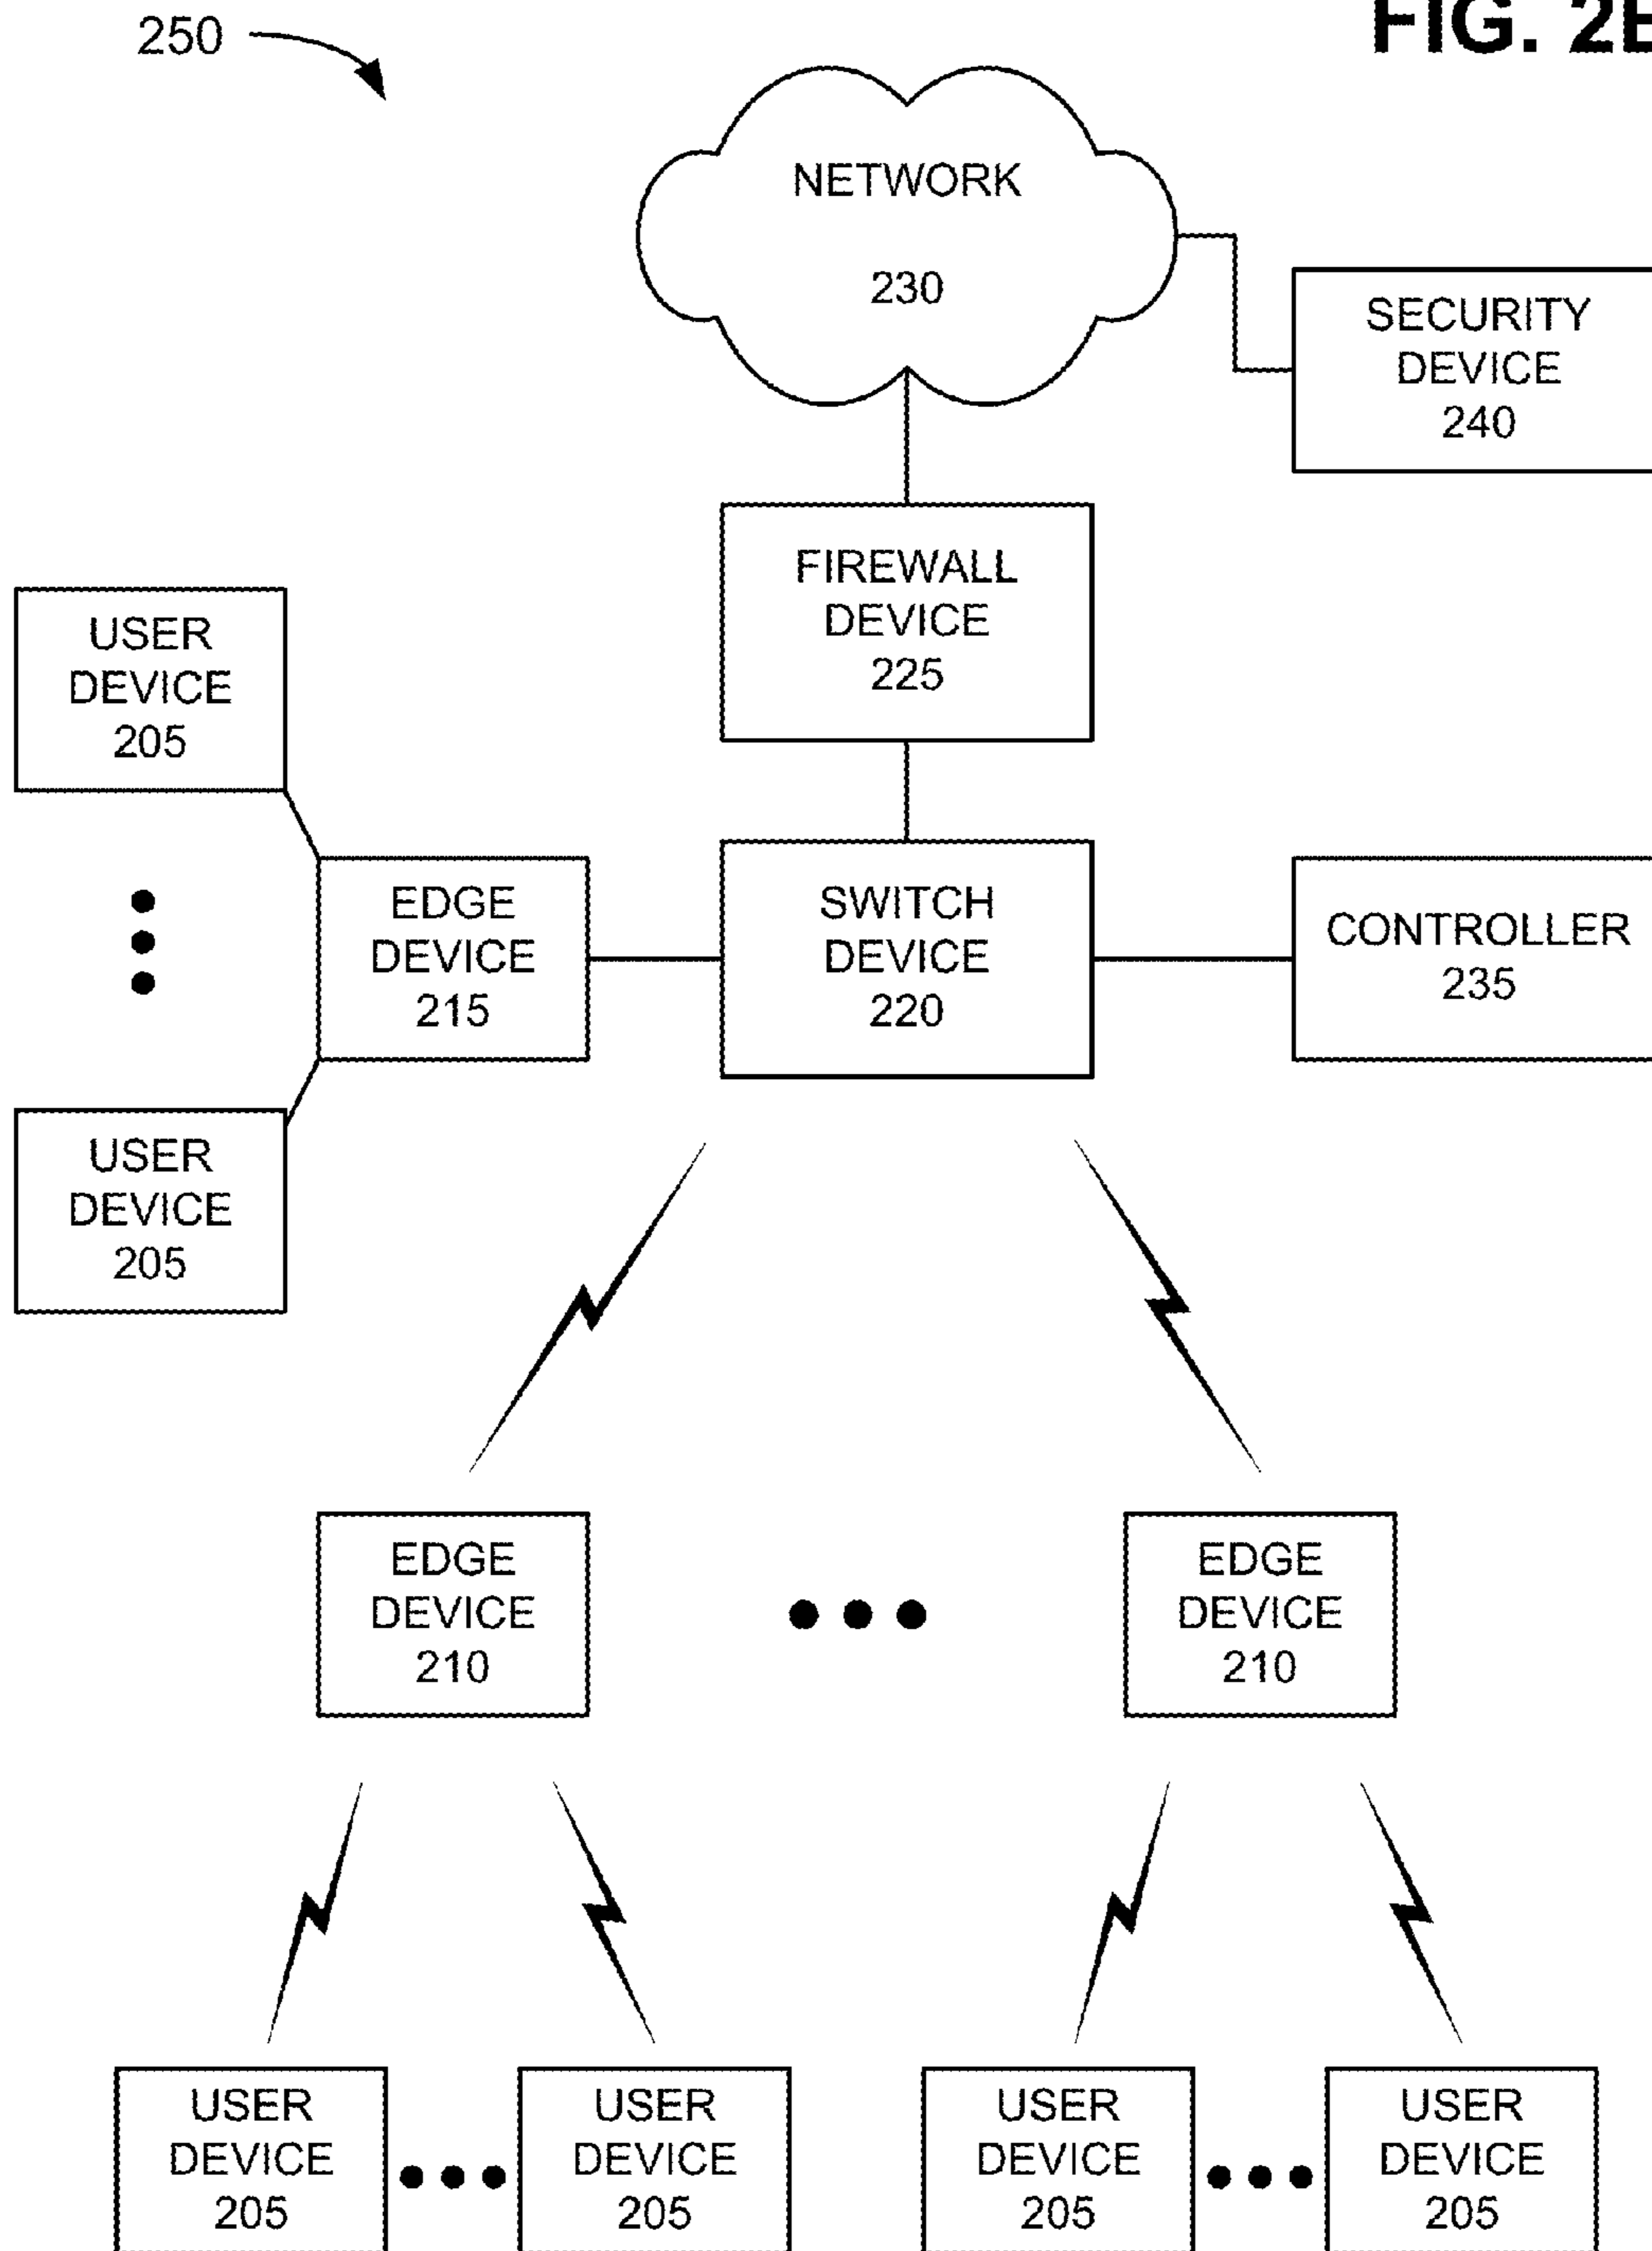 250
FIG. 2B
NETWORK
230
SECURITY
DEVICE
240
FIREWALL
DEVICE
225
USER
DEVICE
205
EDGE
DEVICE
215
SWITCH
DEVICE
220
CONTROLLER
235
USER
DEVICE
205
EDGE
DEVICE
210
EDGE
DEVICE
210
USER
DEVICE
205
USER
DEVICE
205
USER
DEVICE
205
USER
DEVICE
205